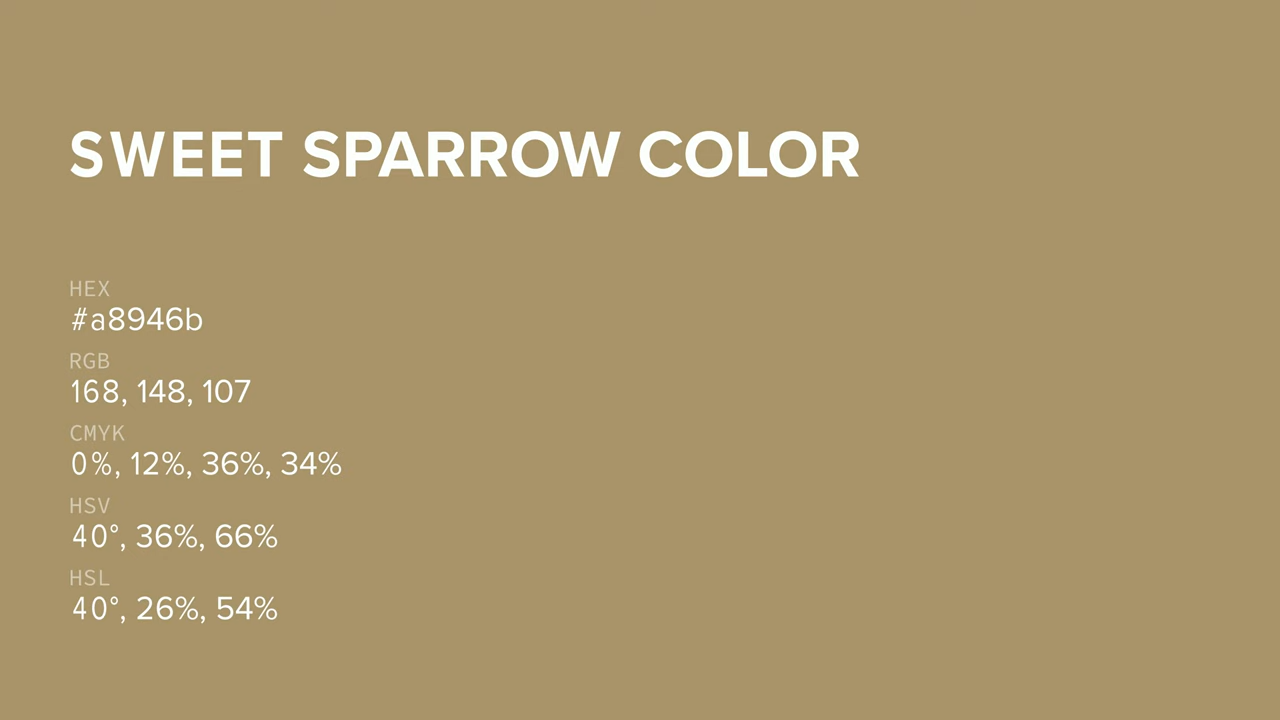 SWEET SPARROW COLOR
HEX
#a8946b
RGB
168, 148, 107
CMYK
0%, 12%, 36%, 34%
HSV
40°, 36%, 66%
HSL
40°, 26%, 54%